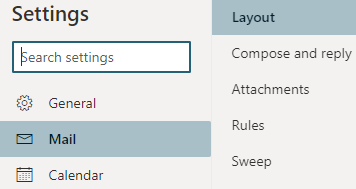 Settings
Search settings
General
Mail
Calendar
Layout
Compose and reply
Attachments
Rules
Sweep